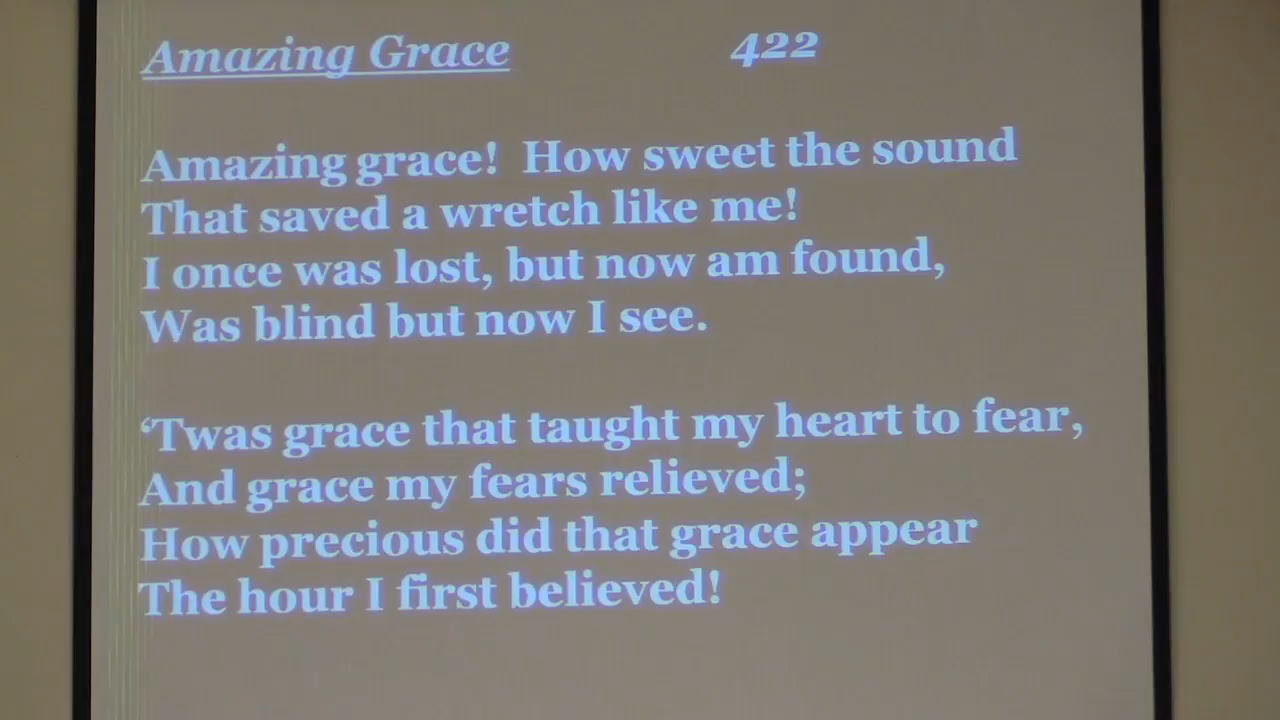 Amazing Grace 422
Amazing grace! How sweet the sound
That saved a wretch like me!
I once was lost, but now am found,
Was blind but now I see.
‘Twas grace that taught my heart to fear,
And grace my fears relieved;
How precious did that grace appear
The hour I first believed!